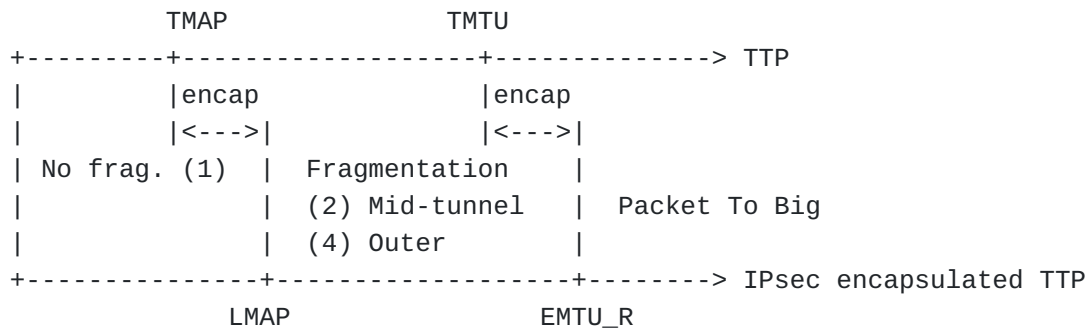 TMAP               TMTU
+---------+-------------------+--------------> TTP
|         |encap              |encap
|         |<--->|             |<--->|
| No frag. (1)  |  Fragmentation    |
|               |  (2) Mid-tunnel   |  Packet To Big
|               |  (4) Outer        |
+---------------+-------------------+--------> IPsec encapsulated TTP
              LMAP               EMTU_R